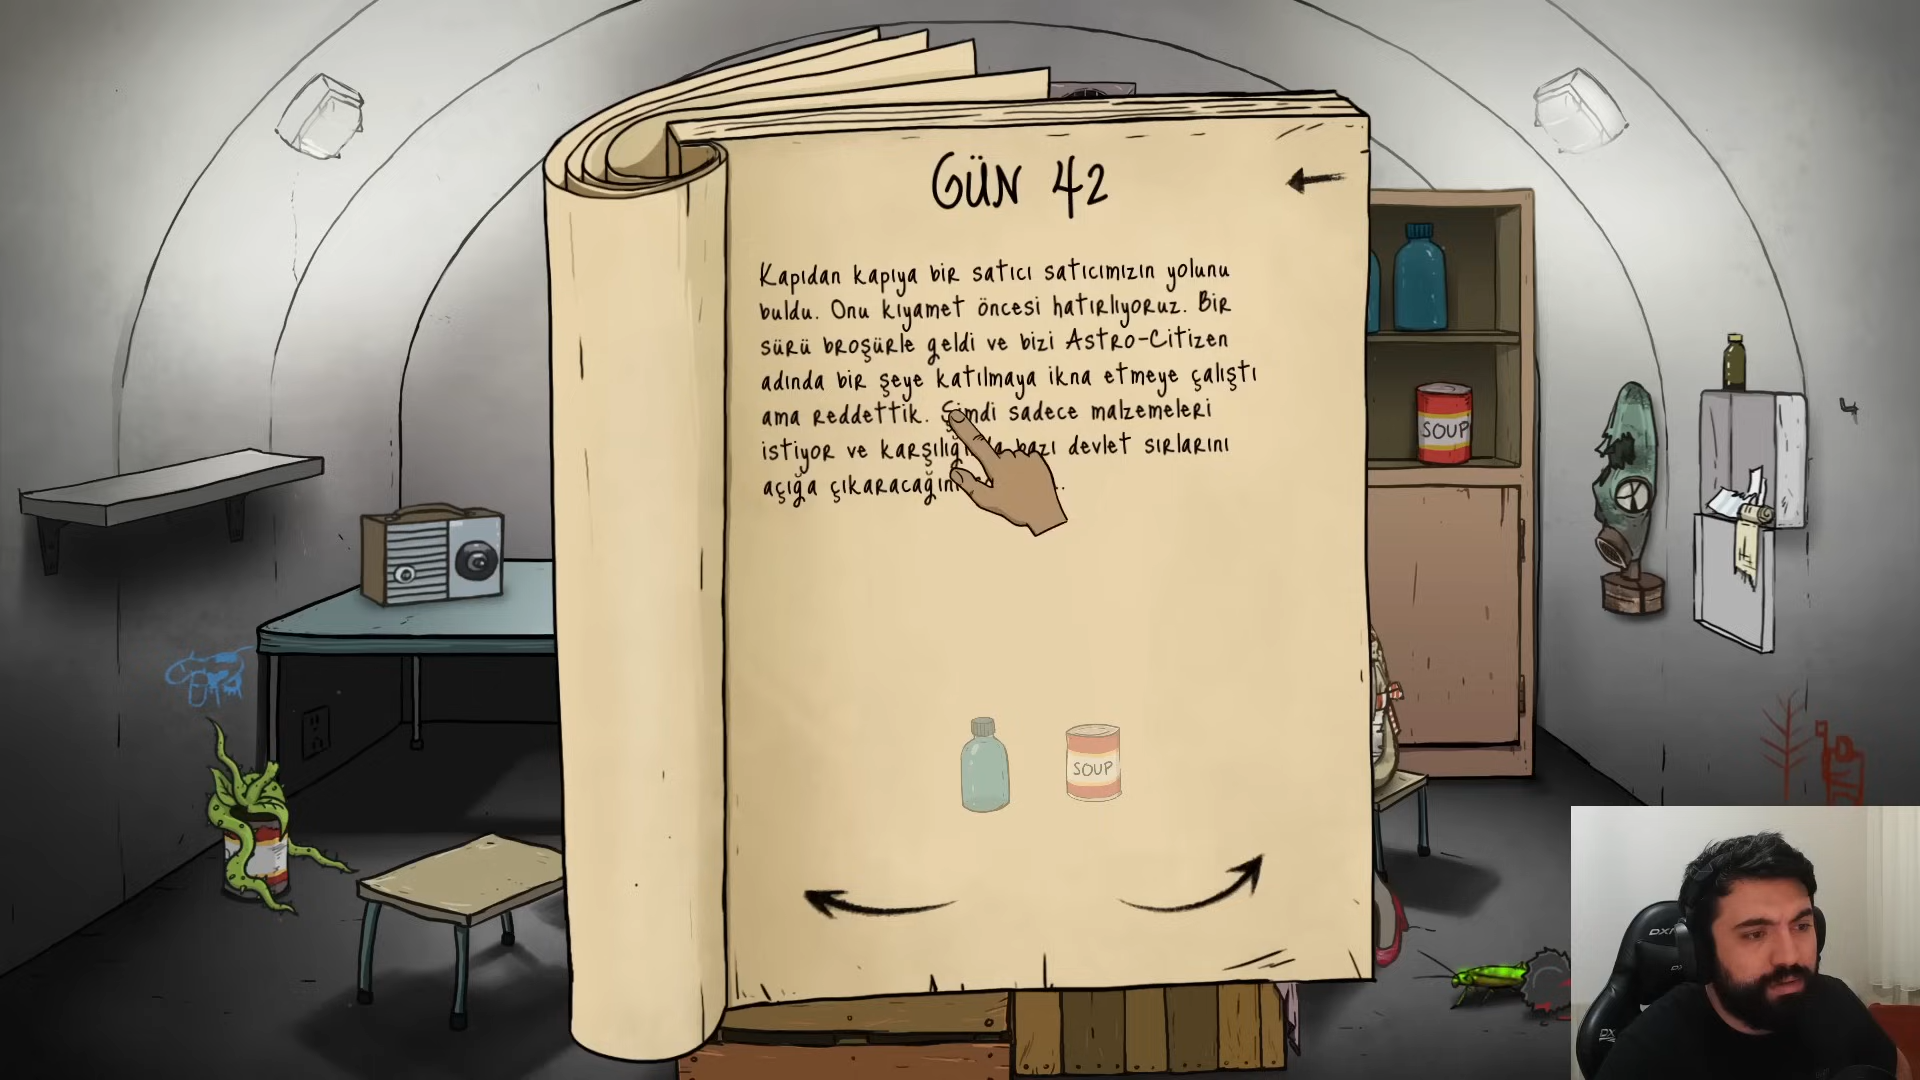 GÜN 42
Kapıdan kapıya bir satıcı satıcımızın yolunu
buldu. Onu kıyamet öncesi hatırlıyoruz. Bir
sürü broşürle geldi ve bizi Astro-Citizen
adında bir şeye katılmaya ikna etmeye çalıştı
ama reddettik. Şimdi sadece malzemeleri
istiyor ve bazı devlet sırlarını
açığa
SOUP
SOUP